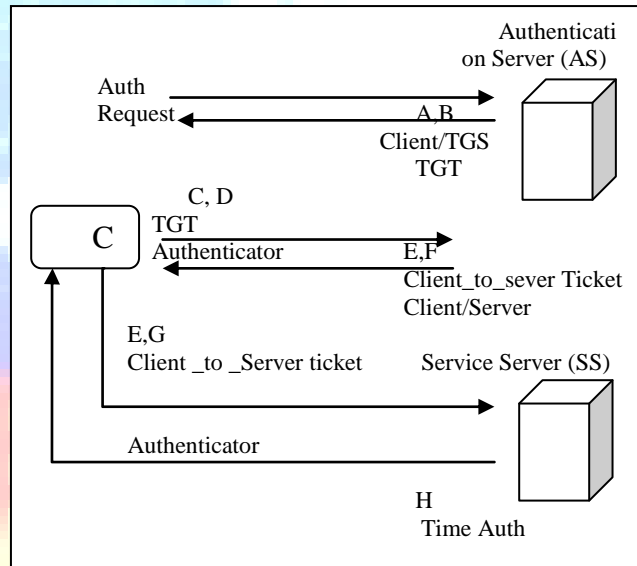 Authenticati
on Server (AS)
Auth
Request
A,B
Client/TGS
TGT
C, D
TGT
Authenticator
C
E,F
Client_to_sever Ticket
Client/Server
E,G
Client _to _Server ticket
Service Server (SS)
Authenticator
H
Time Auth